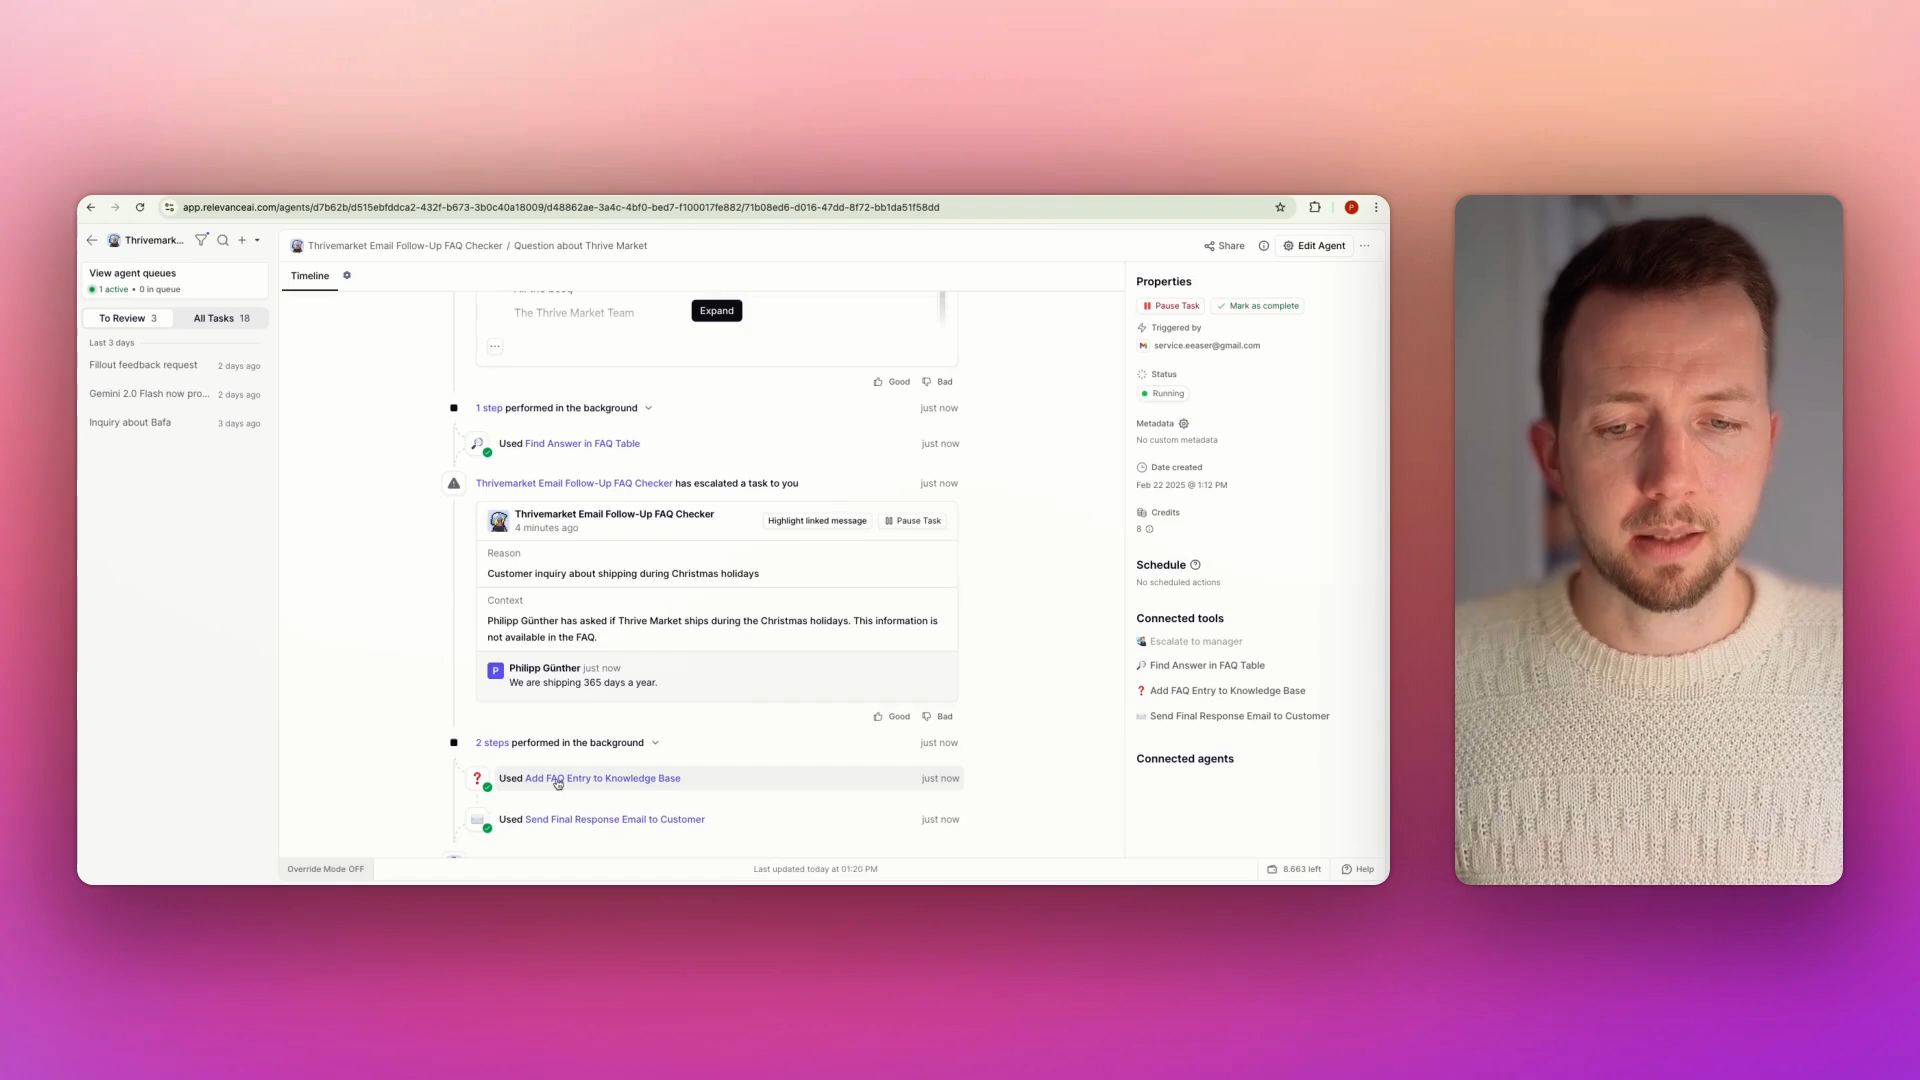 app.relevanceai.com/agents/d7b62b/d515ebfddca2-432f-b673-3b0c40a18009/d48862ae-3a4c-4bf0-bed7-f100017fe882/71b08ed6-d016-47dd-8f72-bb1da51f58dd
P
Thrivemark...
Thrivemarket Email Follow-Up FAQ Checker / Question about Thrive Market
Share
Edit Agent
View agent queues
1 active • 0 in queue
To Review 3
All Tasks 18
Last 3 days
Fillout feedback request 2 days ago
Gemini 2.0 Flash now pro... 2 days ago
Inquiry about Bafa 3 days ago
Timeline
The Thrive Market Team
Expand
Good Bad
1 step performed in the background just now
Used Find Answer in FAQ Table just now
Thrivemarket Email Follow-Up FAQ Checker has escalated a task to you just now
Thrivemarket Email Follow-Up FAQ Checker
4 minutes ago
Highlight linked message
Pause Task
Reason
Customer inquiry about shipping during Christmas holidays
Context
Philipp Günther has asked if Thrive Market ships during the Christmas holidays. This information is
not available in the FAQ.
P
Philipp Günther just now
We are shipping 365 days a year.
Good Bad
2 steps performed in the background just now
Used Add FAQ Entry to Knowledge Base just now
Used Send Final Response Email to Customer just now
Override Mode OFF
Last updated today at 01:20 PM
8.663 left
Help
Properties
Pause Task
Mark as complete
Triggered by
service.eeaser@gmail.com
Status
Running
Metadata
No custom metadata
Date created
Feb 22 2025 @ 1:12 PM
Credits
8
Schedule
No scheduled actions
Connected tools
Escalate to manager
Find Answer in FAQ Table
Add FAQ Entry to Knowledge Base
Send Final Response Email to Customer
Connected agents